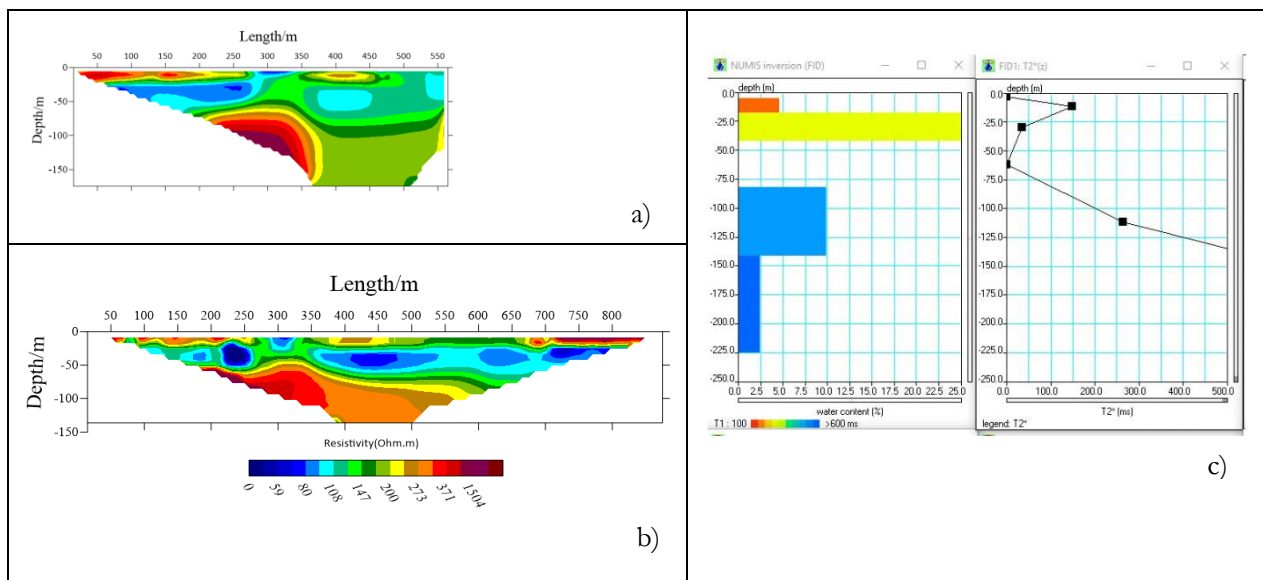 Length/m
50 100 150 200 250 300 350 400 450 500 550
0
-50
-100
-150
Depth/m
a)
Length/m
50 100 150 200 250 300 350 400 450 500 550 600 650 700 750 800
0
-50
-100
-150
Depth/m
Resistivity(Ohm.m)
0 59 80 108 147 200 273 371 1504
b)
NUMIS inversion (FID)
depth (m)
0.0
-25.0
-50.0
-75.0
-100.0
-125.0
-150.0
-175.0
-200.0
-225.0
-250.0
0.0 2.5 5.0 7.5 10.0 12.5 15.0 17.5 20.0 22.5 25.0
water content (%)
T1 : 100 >600 ms
FID1: T2*(z)
depth (m)
0.0
-25.0
-50.0
-75.0
-100.0
-125.0
-150.0
-175.0
-200.0
-225.0
-250.0
0.0 100.0 200.0 300.0 400.0 500.0
T2* (ms)
legend: T2*
c)